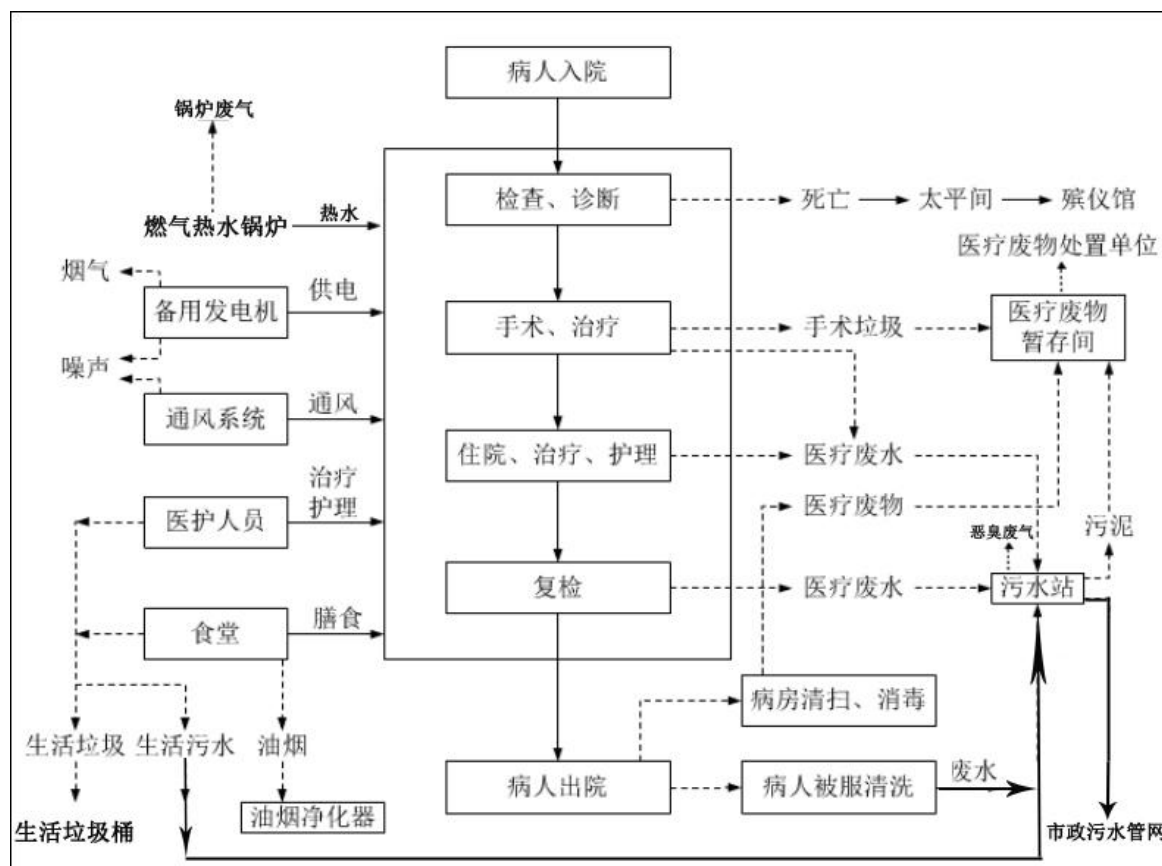 病人入院
锅炉废气
检查、诊断
死亡
太平间
殡仪馆
燃气热水锅炉
热水
医疗废物处置单位
烟气
备用发电机
供电
手术、治疗
手术垃圾
医疗废物
暂存间
噪声
通风系统
通风
住院、治疗、护理
医疗废水
治疗
护理
医护人员
医疗废物
恶臭废气
污泥
复检
医疗废水
污水站
食堂
膳食
病房清扫、消毒
生活垃圾
生活污水
油烟
病人出院
病人被服清洗
废水
生活垃圾桶
油烟净化器
市政污水管网